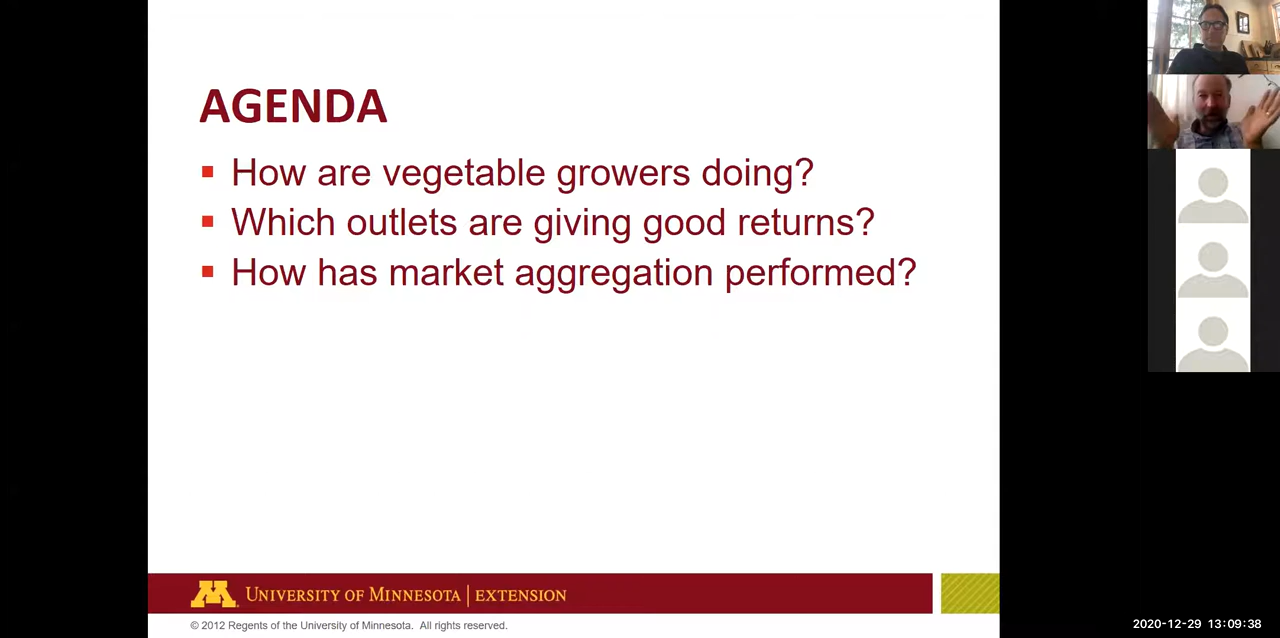 AGENDA
▪ How are vegetable growers doing?
▪ Which outlets are giving good returns?
▪ How has market aggregation performed?
M UNIVERSITY OF MINNESOTA | EXTENSION
© 2012 Regents of the University of Minnesota. All rights reserved.
2020-12-29 13:09:38